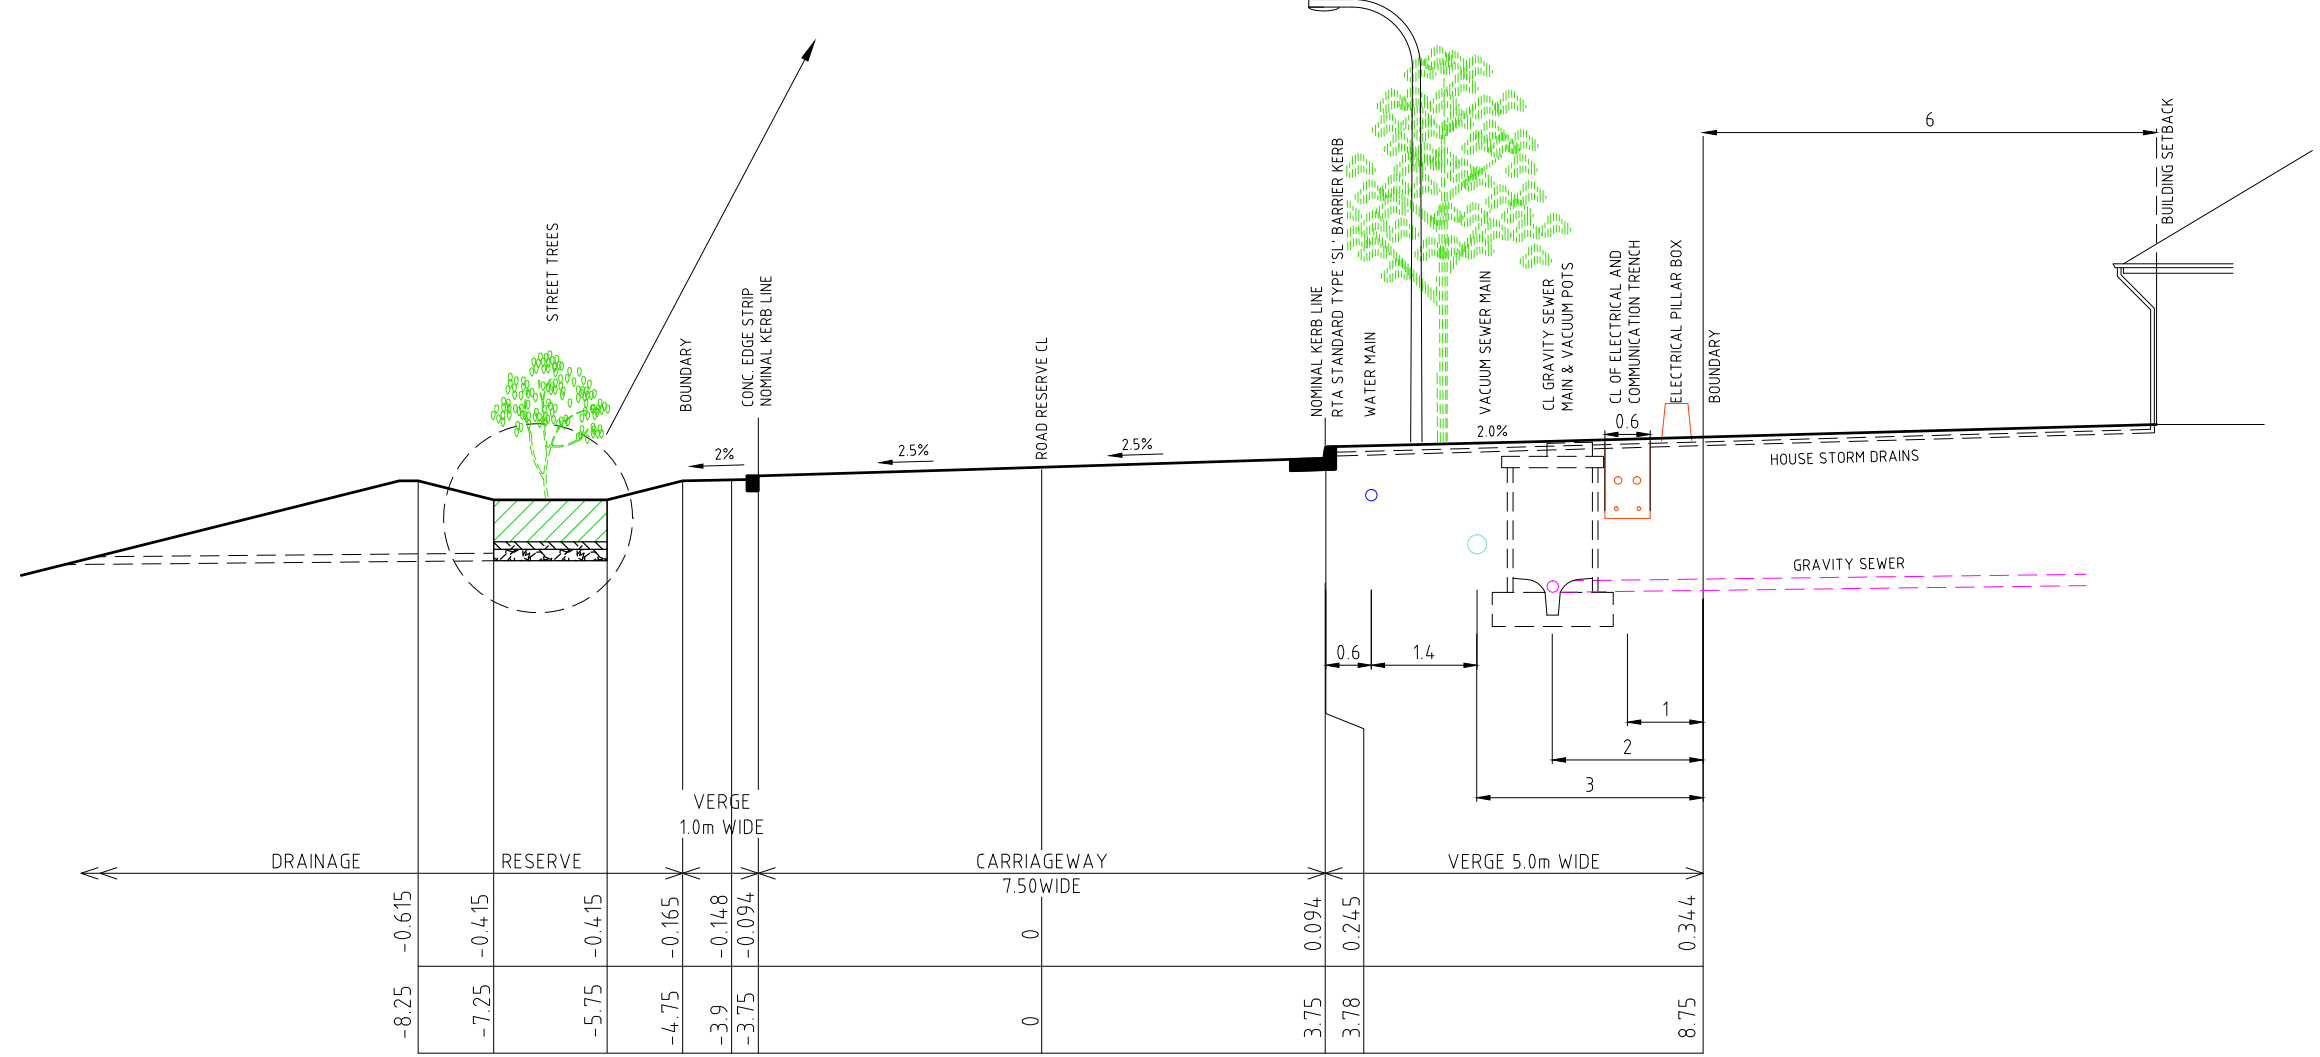 6
BUILDING SETBACK
STREET TREES
BOUNDARY
CONC. EDGE STRIP
NOMINAL KERB LINE
ROAD RESERVE CL
NOMINAL KERB LINE
RTA STANDARD TYPE 'SL' BARRIER KERB
WATER MAIN
VACUUM SEWER MAIN
CL GRAVITY SEWER
MAIN & VACUUM POTS
CL OF ELECTRICAL AND
COMMUNICATION TRENCH
ELECTRICAL PILLAR BOX
BOUNDARY
2%
2.5%
2.5%
2.0%
0.6
HOUSE STORM DRAINS
GRAVITY SEWER
0.6
1.4
1
2
3
VERGE
1.0m WIDE
DRAINAGE RESERVE
CARRIAGEWAY
7.50WIDE
VERGE 5.0m WIDE
-0.615
-0.415
-0.415
-0.165
-0.148
-0.094
0
0.094
0.245
0.344
-8.25
-7.25
-5.75
-4.75
-3.9
-3.75
0
3.75
3.78
8.75